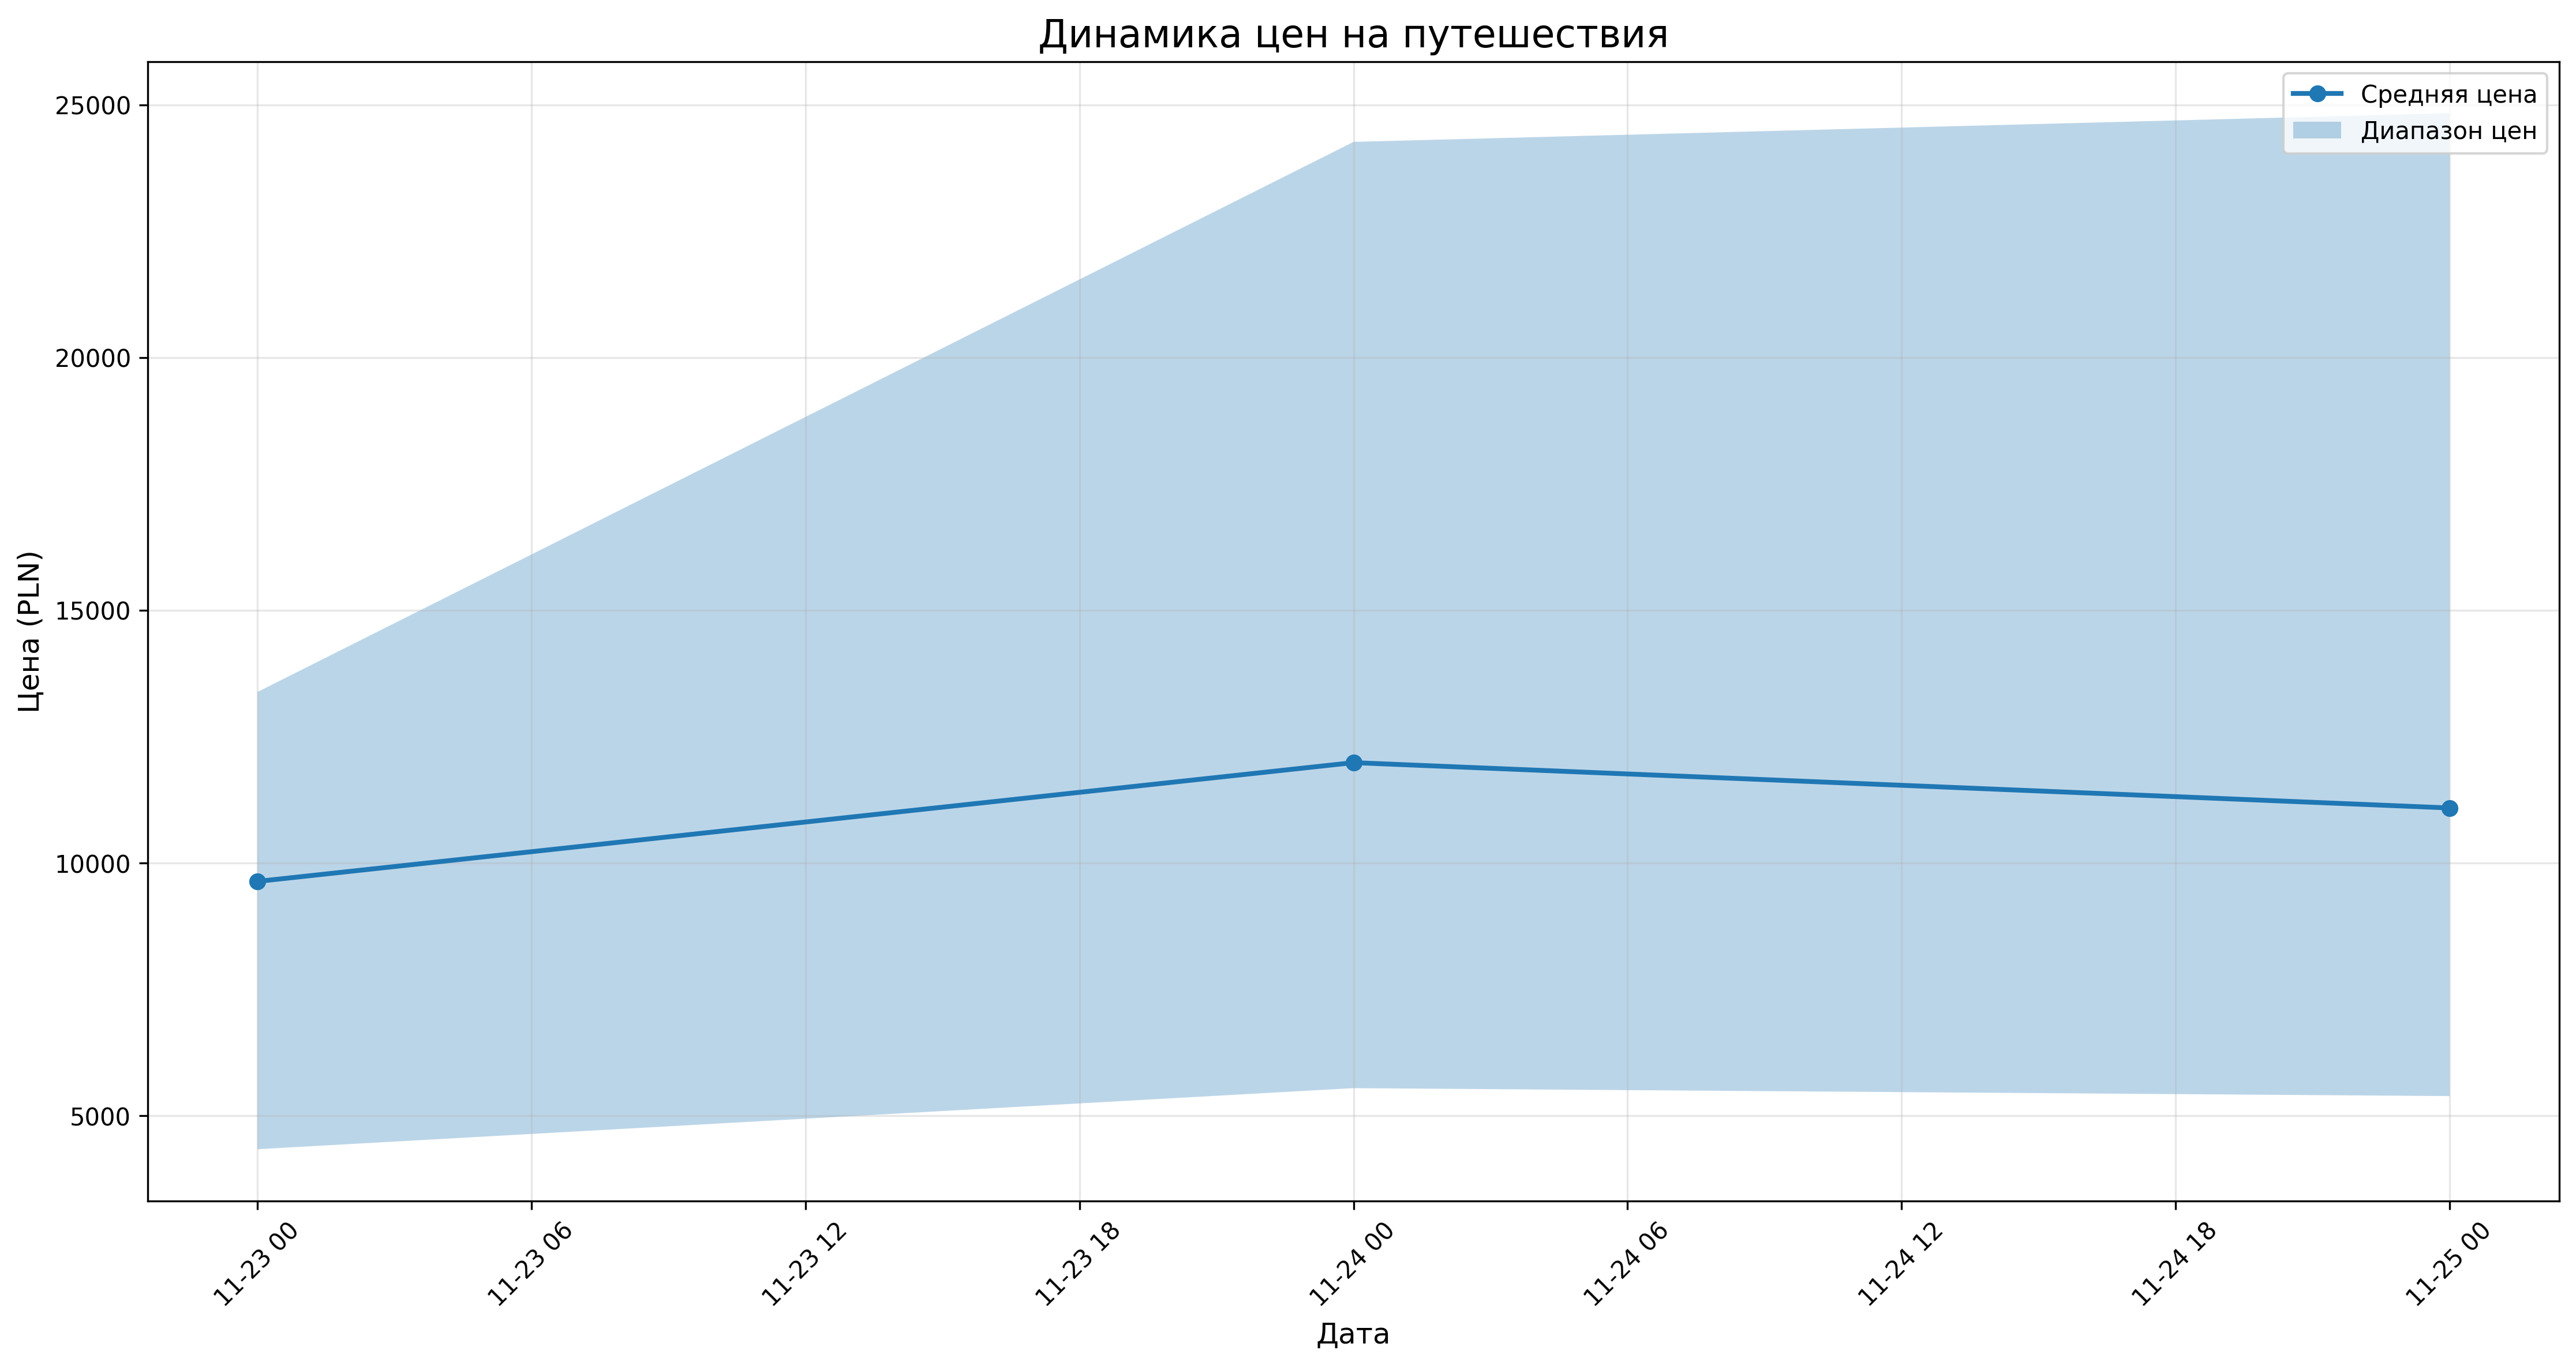 Динамика цен на путешествия
Средняя цена
Диапазон цен
Цена (PLN)
25000
20000
15000
10000
5000
11-23 00
11-23 06
11-23 12
11-23 18
11-24 00
11-24 06
11-24 12
11-24 18
11-25 00
Дата